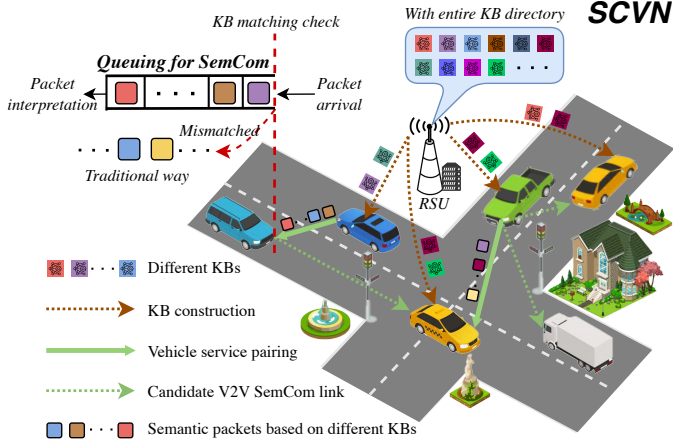 SCVN
KB matching check
With entire KB directory
Queuing for SemCom
Packet
interpretation
. . .
Packet
arrival
Mismatched
Traditional way
RSU
Different KBs
KB construction
Vehicle service pairing
Candidate V2V SemCom link
Semantic packets based on different KBs